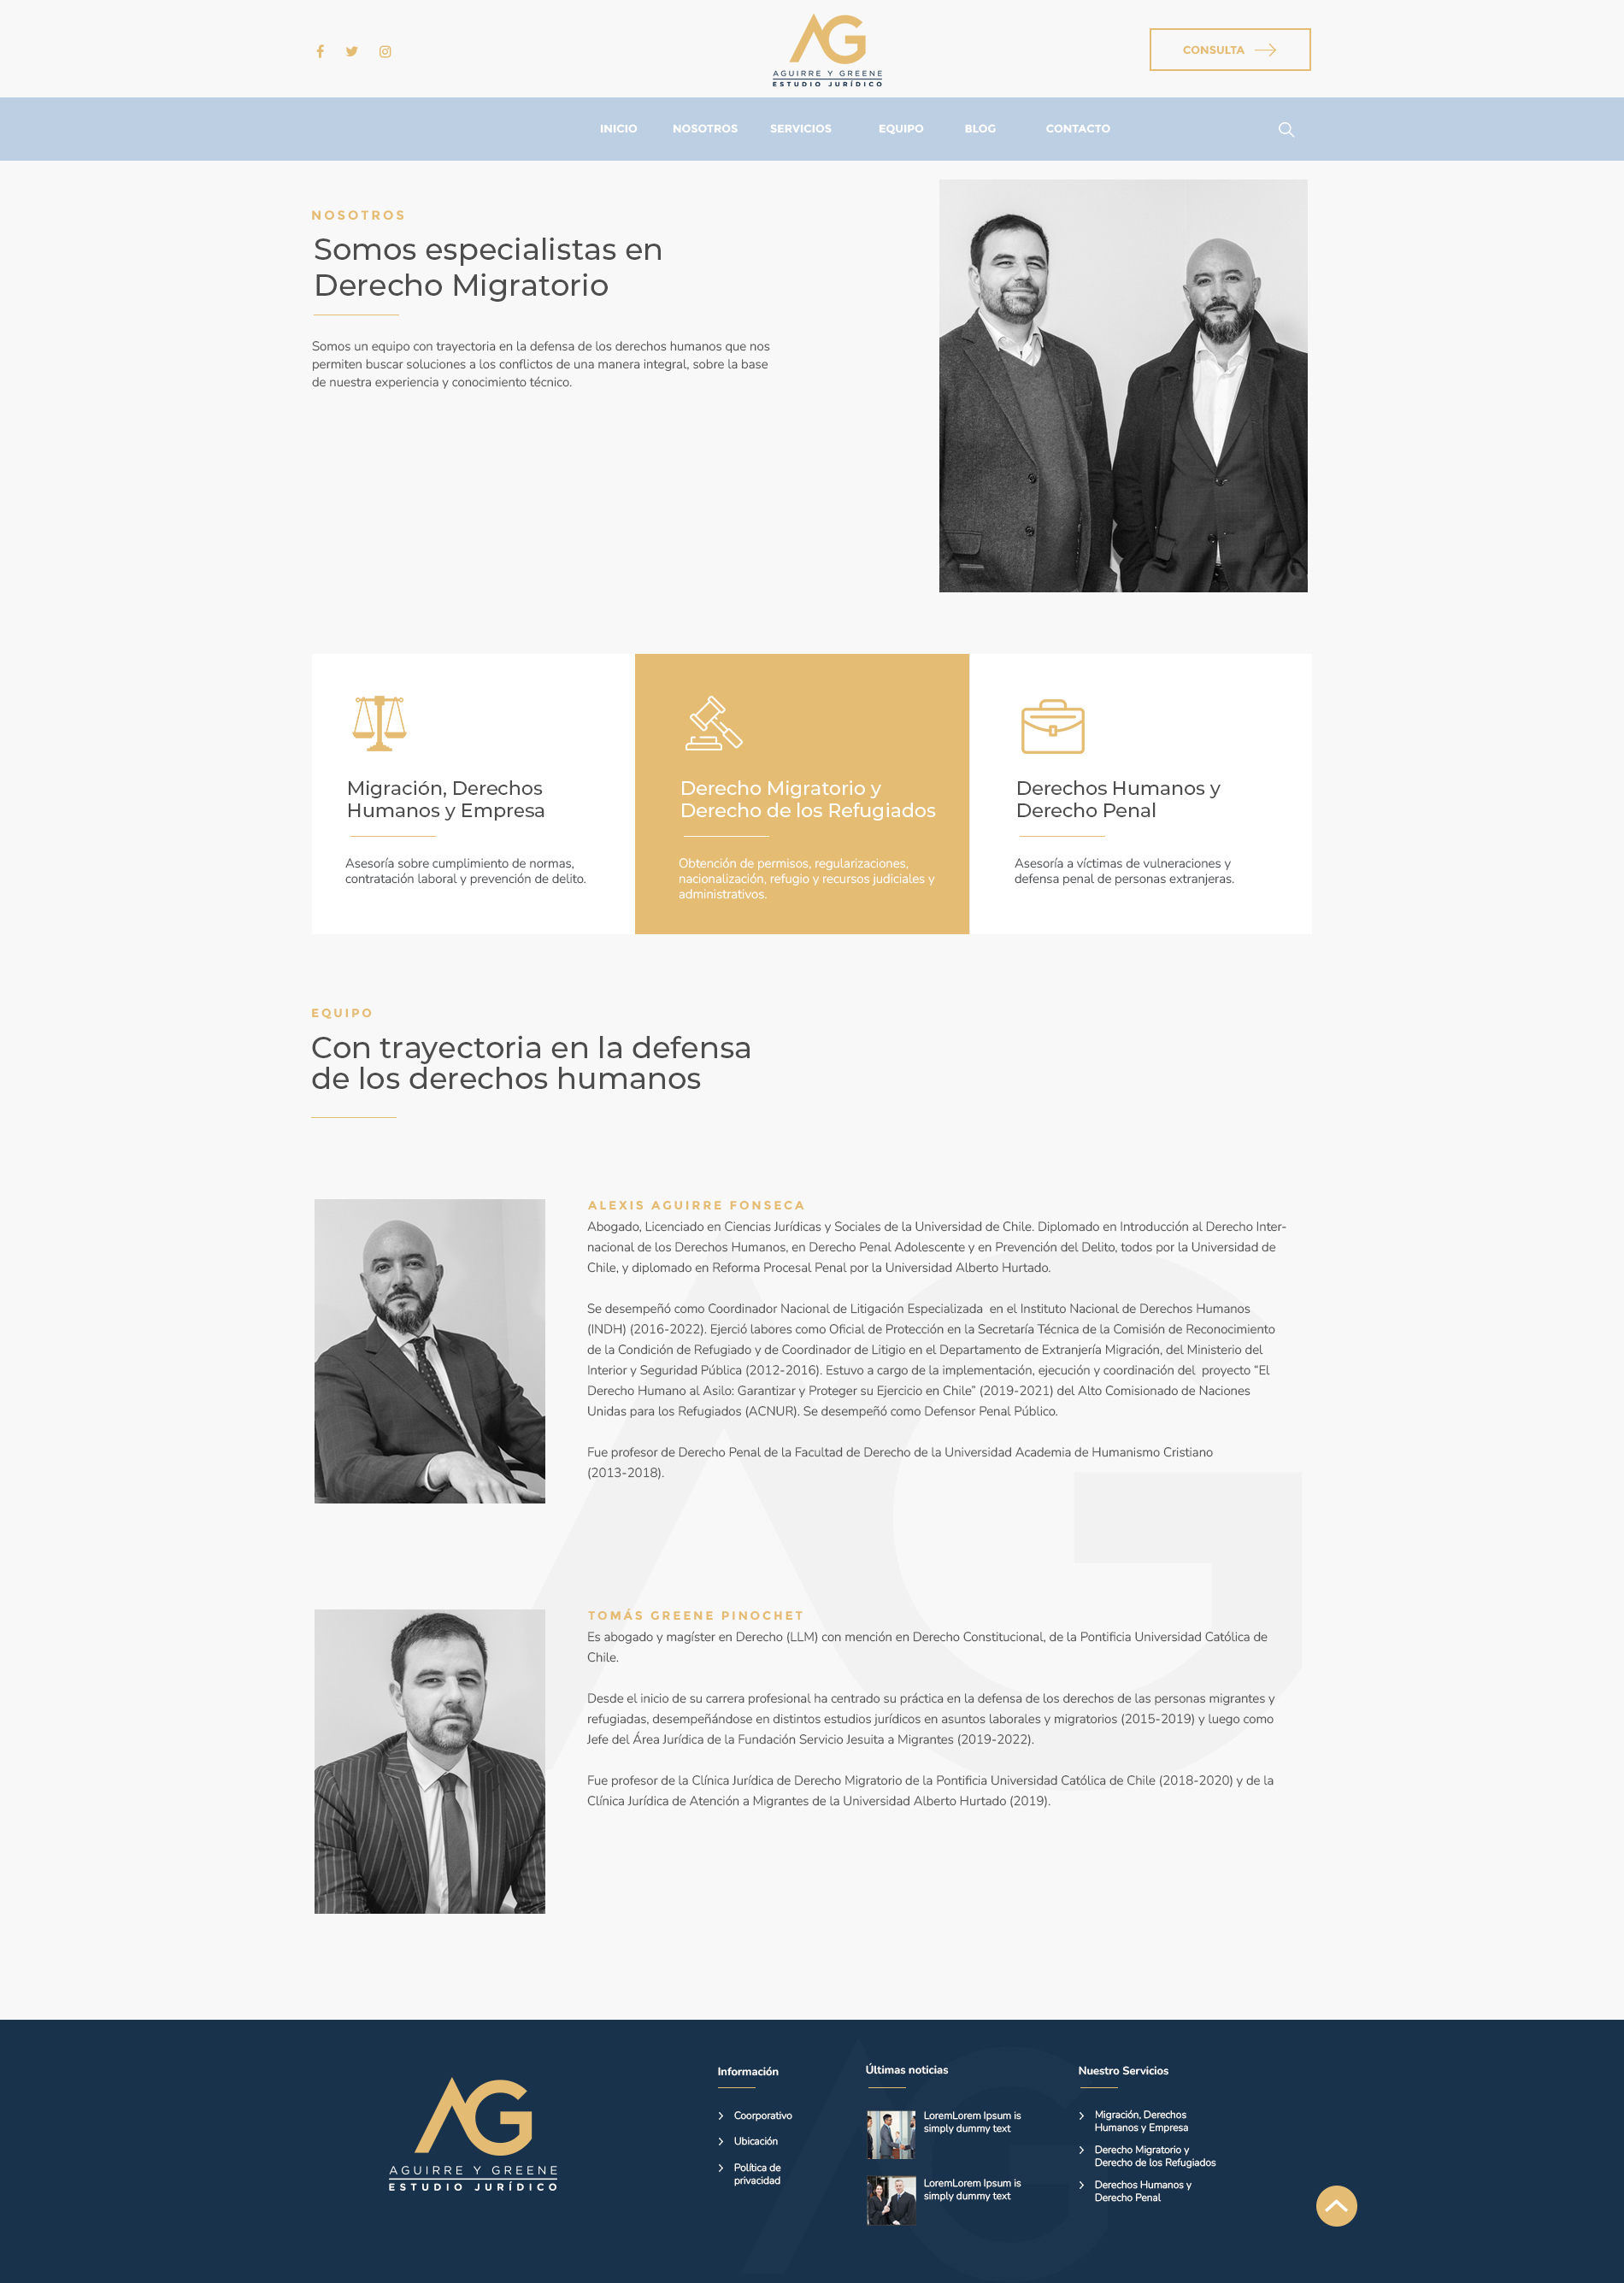 AG
AGUIRRE Y GREENE
ESTUDIO JURÍDICO
CONSULTA
INICIO NOSOTROS SERVICIOS EQUIPO BLOG CONTACTO
NOSOTROS
Somos especialistas en
Derecho Migratorio
Somos un equipo con trayectoria en la defensa de los derechos humanos que nos
permiten buscar soluciones a los conflictos de una manera integral, sobre la base
de nuestra experiencia y conocimiento técnico.
Migración, Derechos
Humanos y Empresa
Asesoría sobre cumplimiento de normas,
contratación laboral y prevención de delito.
Derecho Migratorio y
Derecho de los Refugiados
Obtención de permisos, regularizaciones,
nacionalización, refugio y recursos judiciales y
administrativos.
Derechos Humanos y
Derecho Penal
Asesoría a víctimas de vulneraciones y
defensa penal de personas extranjeras.
EQUIPO
Con trayectoria en la defensa
de los derechos humanos
ALEXIS AGUIRRE FONSECA
Abogado, Licenciado en Ciencias Jurídicas y Sociales de la Universidad de Chile. Diplomado en Introducción al Derecho Inter-
nacional de los Derechos Humanos, en Derecho Penal Adolescente y en Prevención del Delito, todos por la Universidad de
Chile, y diplomado en Reforma Procesal Penal por la Universidad Alberto Hurtado.
Se desempeñó como Coordinador Nacional de Litigación Especializada  en el Instituto Nacional de Derechos Humanos
(INDH) (2016-2022). Ejerció labores como Oficial de Protección en la Secretaría Técnica de la Comisión de Reconocimiento
de la Condición de Refugiado y de Coordinador de Litigio en el Departamento de Extranjería Migración, del Ministerio del
Interior y Seguridad Pública (2012-2016). Estuvo a cargo de la implementación, ejecución y coordinación del  proyecto “El
Derecho Humano al Asilo: Garantizar y Proteger su Ejercicio en Chile” (2019-2021) del Alto Comisionado de Naciones
Unidas para los Refugiados (ACNUR). Se desempeñó como Defensor Penal Público.
Fue profesor de Derecho Penal de la Facultad de Derecho de la Universidad Academia de Humanismo Cristiano
(2013-2018).
TOMÁS GREENE PINOCHET
Es abogado y magíster en Derecho (LLM) con mención en Derecho Constitucional, de la Pontificia Universidad Católica de
Chile.
Desde el inicio de su carrera profesional ha centrado su práctica en la defensa de los derechos de las personas migrantes y
refugiadas, desempeñándose en distintos estudios jurídicos en asuntos laborales y migratorios (2015-2019) y luego como
Jefe del Área Jurídica de la Fundación Servicio Jesuita a Migrantes (2019-2022).
Fue profesor de la Clínica Jurídica de Derecho Migratorio de la Pontificia Universidad Católica de Chile (2018-2020) y de la
Clínica Jurídica de Atención a Migrantes de la Universidad Alberto Hurtado (2019).
AG
AGUIRRE Y GREENE
ESTUDIO JURÍDICO
Información
Coorporativo
Ubicación
Política de
privacidad
Últimas noticias
LoremLorem Ipsum is
simply dummy text
LoremLorem Ipsum is
simply dummy text
Nuestro Servicios
Migración, Derechos
Humanos y Empresa
Derecho Migratorio y
Derecho de los Refugiados
Derechos Humanos y
Derecho Penal